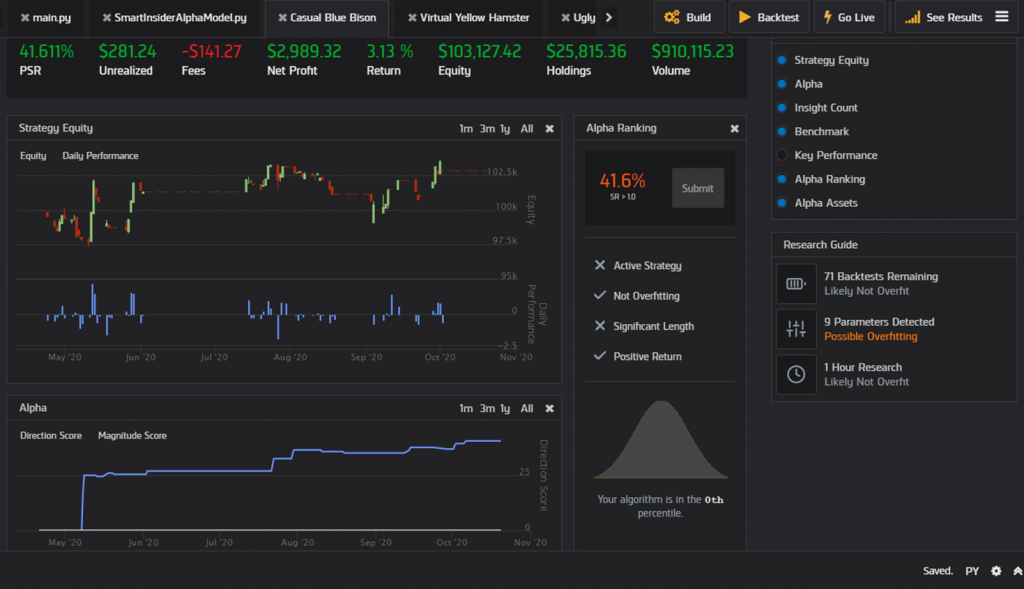 main.py SmartInsiderAlphaModel.py Casual Blue Bison Virtual Yellow Hamster Ugly Build Backtest Go Live See Results
41.611% $281.24 -$141.27 $2,989.32 3.13 % $103,127.42 $25,815.36 $910,115.23
PSR Unrealized Fees Net Profit Return Equity Holdings Volume
Strategy Equity
Alpha
Insight Count
Benchmark
Key Performance
Alpha Ranking
Alpha Assets
Strategy Equity 1m 3m 1y All
Equity Daily Performance
102.5k
100k
97.5k
95k
Equity
0
-2.5
Daily
Performance
May '20 Jun '20 Jul '20 Aug '20 Sep '20 Oct '20 Nov '20
Alpha Ranking
41.6%
SR > 1.0
Submit
Active Strategy
Not Overfitting
Significant Length
Positive Return
Your algorithm is in the 0th
percentile.
Research Guide
71 Backtests Remaining
Likely Not Overfit
9 Parameters Detected
Possible Overfitting
1 Hour Research
Likely Not Overfit
Alpha 1m 3m 1y All
Direction Score Magnitude Score
25
0
Direction Score
May '20 Jun '20 Jul '20 Aug '20 Sep '20 Oct '20 Nov '20
Saved. PY